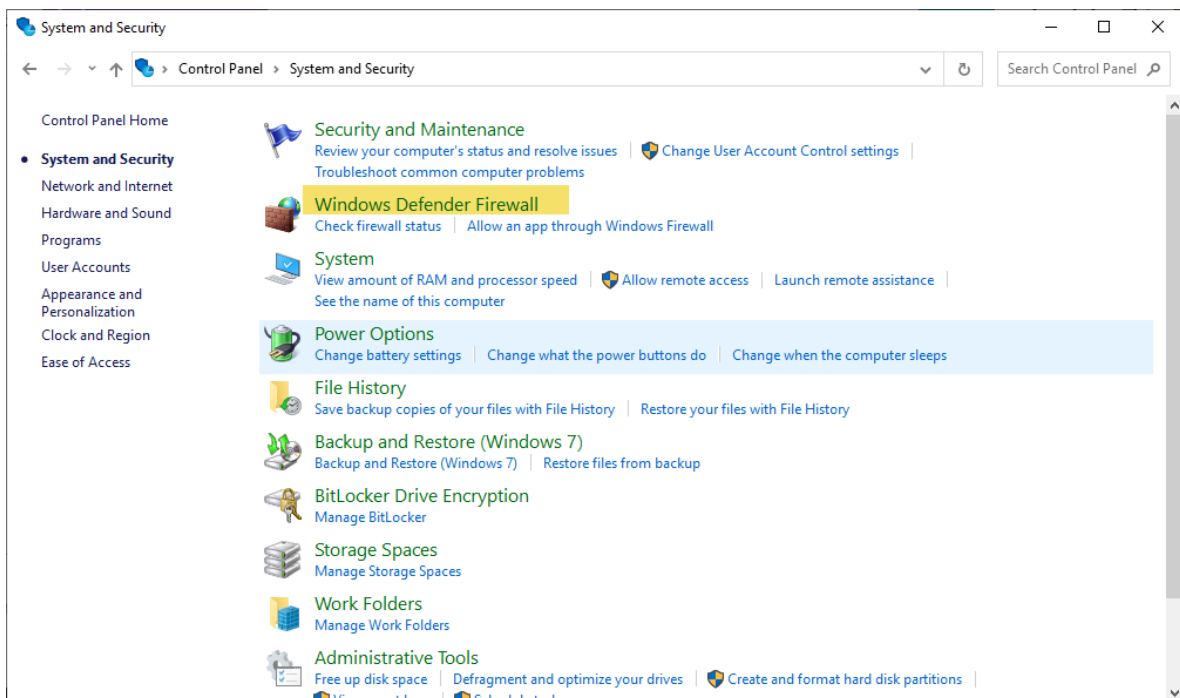 System and Security
Control Panel > System and Security
Search Control Panel
Control Panel Home
System and Security
Network and Internet
Hardware and Sound
Programs
User Accounts
Appearance and
Personalization
Clock and Region
Ease of Access
Security and Maintenance
Review your computer's status and resolve issues | Change User Account Control settings |
Troubleshoot common computer problems
Windows Defender Firewall
Check firewall status | Allow an app through Windows Firewall
System
View amount of RAM and processor speed | Allow remote access | Launch remote assistance |
See the name of this computer
Power Options
Change battery settings | Change what the power buttons do | Change when the computer sleeps
File History
Save backup copies of your files with File History | Restore your files with File History
Backup and Restore (Windows 7)
Backup and Restore (Windows 7) | Restore files from backup
BitLocker Drive Encryption
Manage BitLocker
Storage Spaces
Manage Storage Spaces
Work Folders
Manage Work Folders
Administrative Tools
Free up disk space | Defragment and optimize your drives | Create and format hard disk partitions |